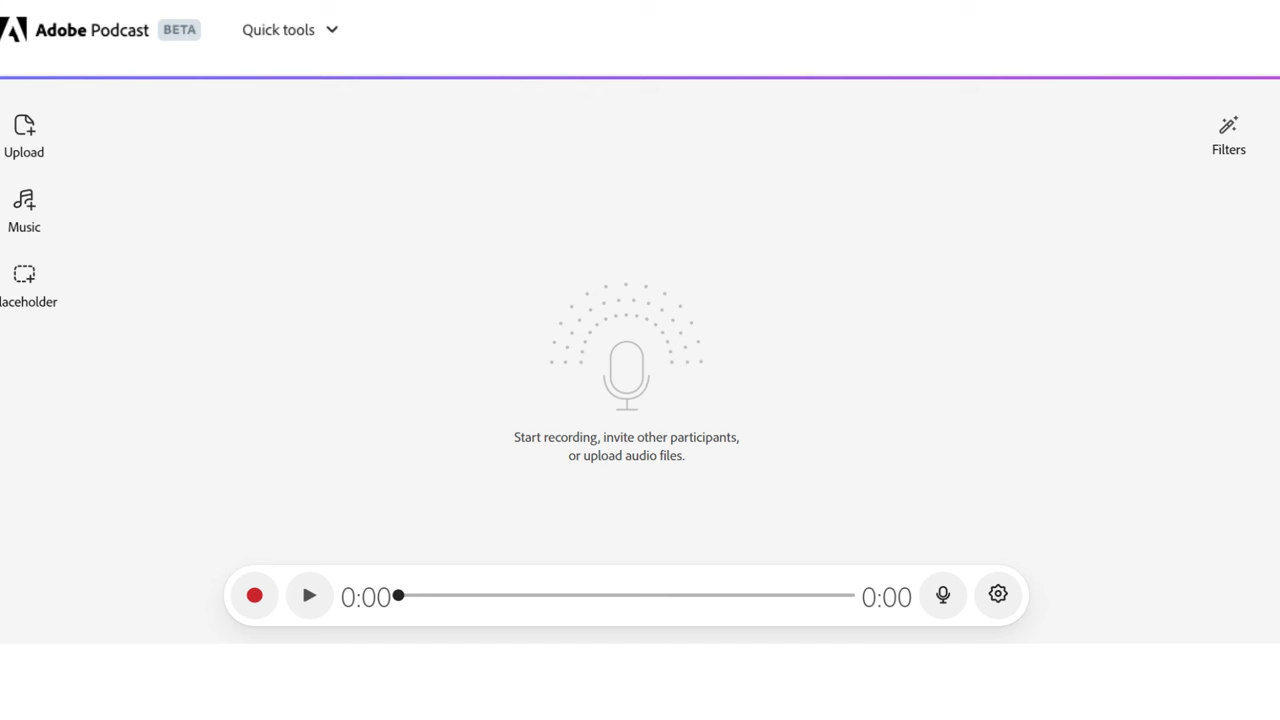 Adobe Podcast BETA Quick tools
Upload
Music
laceholder
Filters
Start recording, invite other participants,
or upload audio files.
0:00 0:00